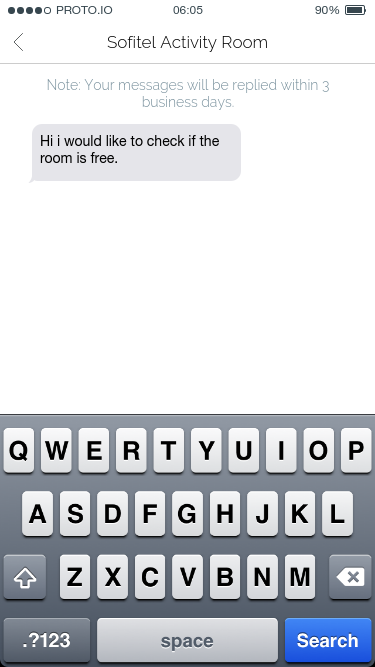 PROTO.IO 06:05 90%
Sofitel Activity Room
Note: Your messages will be replied within 3
business days.
Hi i would like to check if the
room is free.
Q W E R T Y U I O P
A S D F G H J K L
Z X C V B N M
.?123 space Search